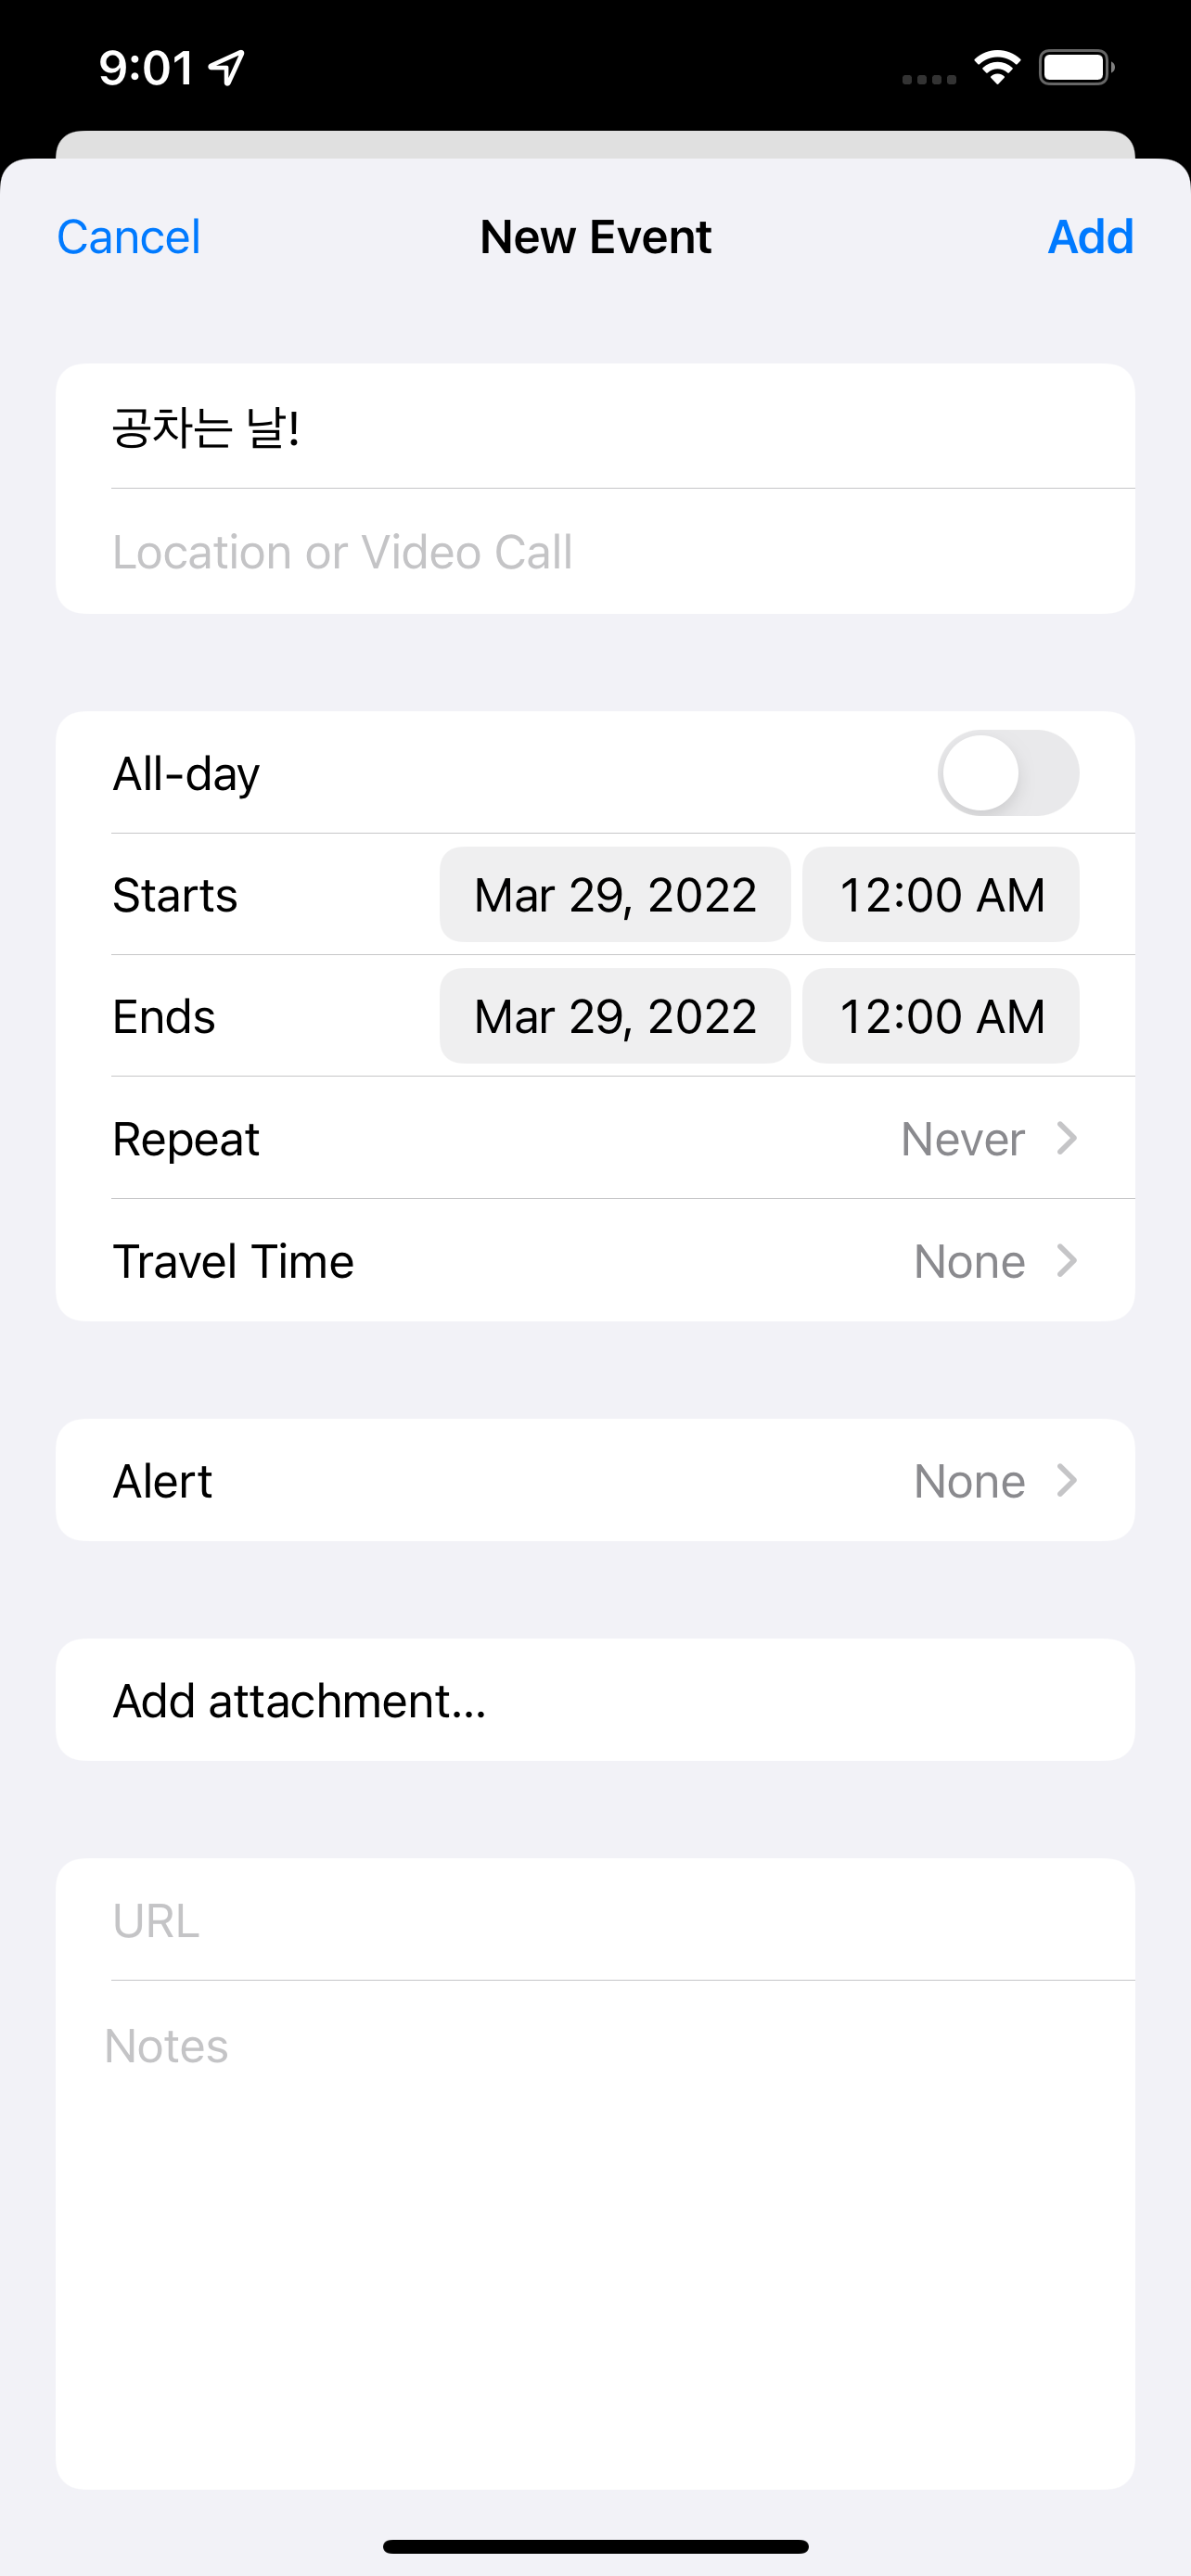 9:01
Cancel New Event Add
공차는 날!
Location or Video Call
All-day
Starts Mar 29, 2022 12:00 AM
Ends Mar 29, 2022 12:00 AM
Repeat Never
Travel Time None
Alert None
Add attachment...
URL
Notes